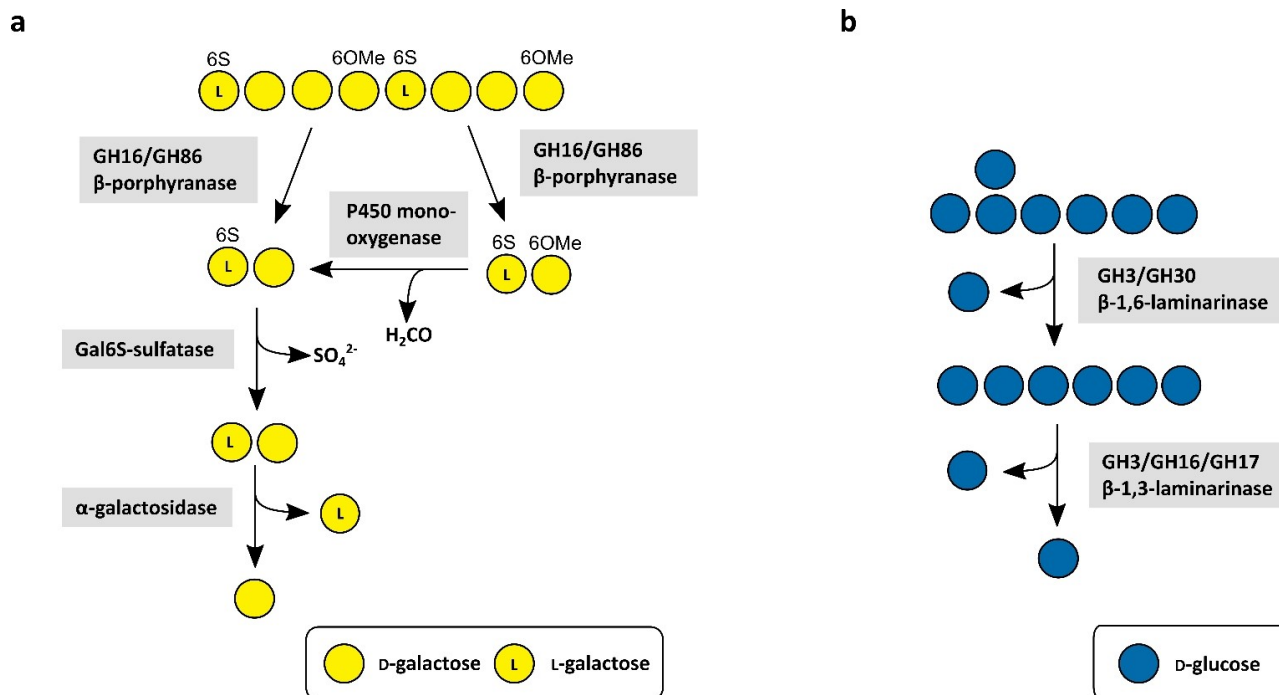 a
b
6S
6OMe
6S
6OMe
L
L
GH16/GH86
β-porphyranase
GH16/GH86
β-porphyranase
P450 mono-
oxygenase
6S
L
6S
6OMe
L
H₂CO
Gal6S-sulfatase
SO₄²⁻
L
α-galactosidase
L
D-galactose
L
L-galactose
GH3/GH30
β-1,6-laminarinase
GH3/GH16/GH17
β-1,3-laminarinase
D-glucose